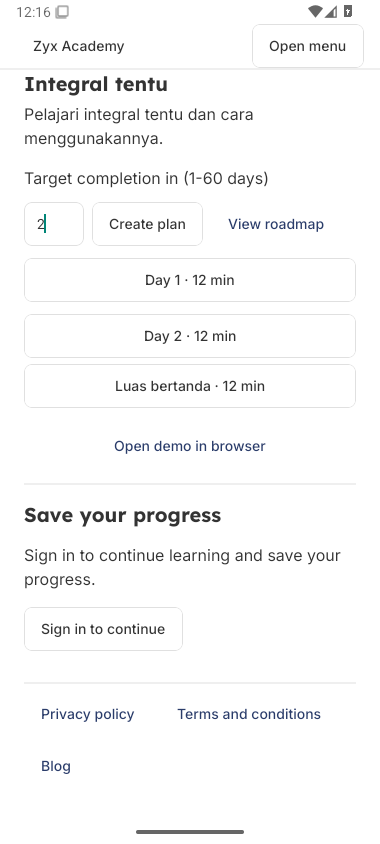 12:16
Zyx Academy
Open menu
Integral tentu
Pelajari integral tentu dan cara
menggunakannya.
Target completion in (1-60 days)
2
Create plan
View roadmap
Day 1 · 12 min
Day 2 · 12 min
Luas bertanda · 12 min
Open demo in browser
Save your progress
Sign in to continue learning and save your
progress.
Sign in to continue
Privacy policy
Terms and conditions
Blog